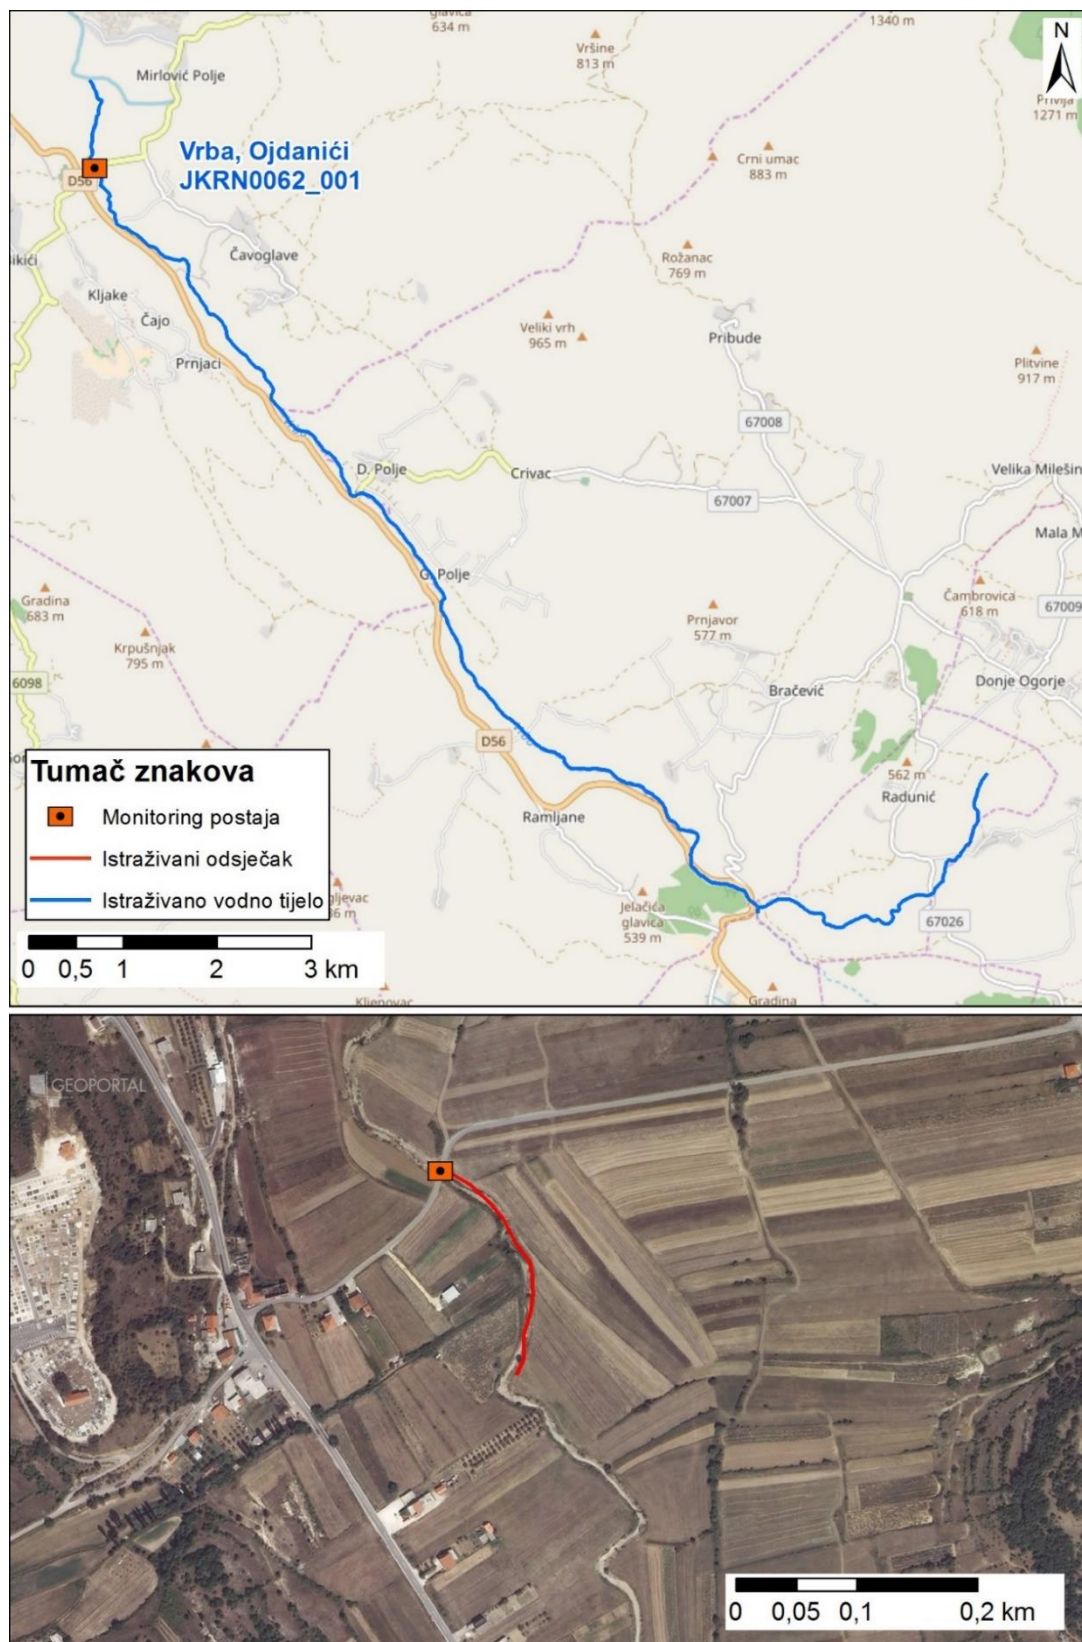 glavica
634 m
1340 m
Vršine
813 m
N
Mirlović Polje
1271 m
Vrba, Ojdanići
JKRN0062_001
Crni umac
883 m
D56
Čavoglave
Rožanac
769 m
Kljake
Čajo
Veliki vrh
965 m
Pribude
Prnjaci
Plitvine
917 m
67008
D. Polje
Crivac
Velika Milešin
67007
Mala M
G. Polje
Gradina
683 m
Čambrovica
618 m
67009
Prnjavor
577 m
Krpušnjak
795 m
6098
Donje Ogorje
Bračević
D56
562 m
Radunić
Tumač znakova
Monitoring postaja
Istraživani odsječak
Istraživano vodno tijelo
Ramljane
Jelačića
glavica
539 m
67026
0 0,5 1 2 3 km
Gradina
GEOPORTAL
0 0,05 0,1 0,2 km